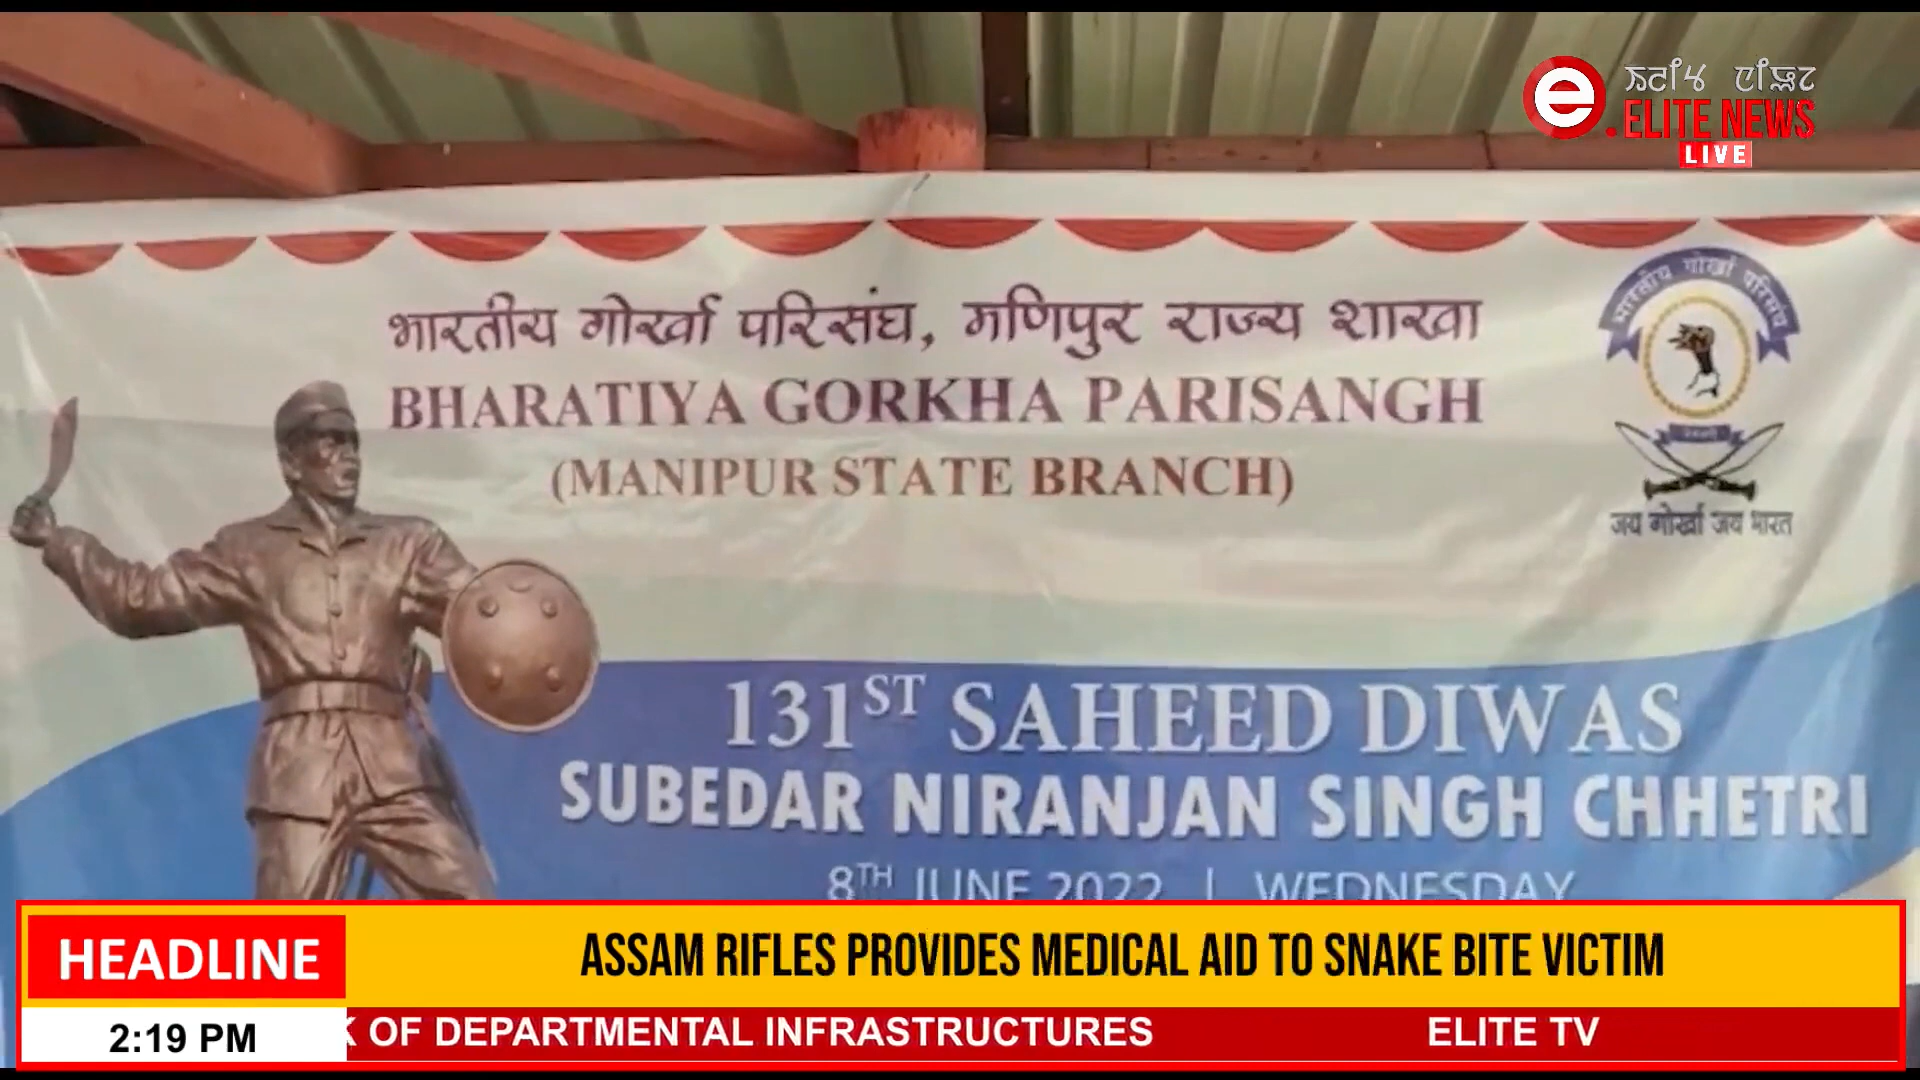 ꯏꯂꯥꯏꯠ
ELITE NEWS
LIVE
भारतीय गोर्खा परिसंघ
भारतीय गोर्खा परिसंघ, मणिपुर राज्य शाखा
BHARATIYA GORKHA PARISANGH
(MANIPUR STATE BRANCH)
जय गोर्खा जय भारत
131ST SAHEED DIWAS
SUBEDAR NIRANJAN SINGH CHHETRI
8TH JUNE 2022 | WEDNESDAY
HEADLINE
ASSAM RIFLES PROVIDES MEDICAL AID TO SNAKE BITE VICTIM
2:19 PM
K OF DEPARTMENTAL INFRASTRUCTURES ELITE TV